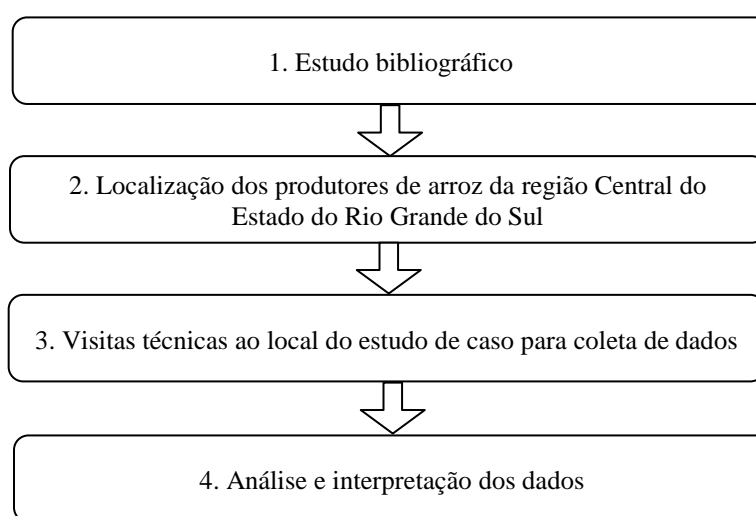 1. Estudo bibliográfico
2. Localização dos produtores de arroz da região Central do
Estado do Rio Grande do Sul
3. Visitas técnicas ao local do estudo de caso para coleta de dados
4. Análise e interpretação dos dados